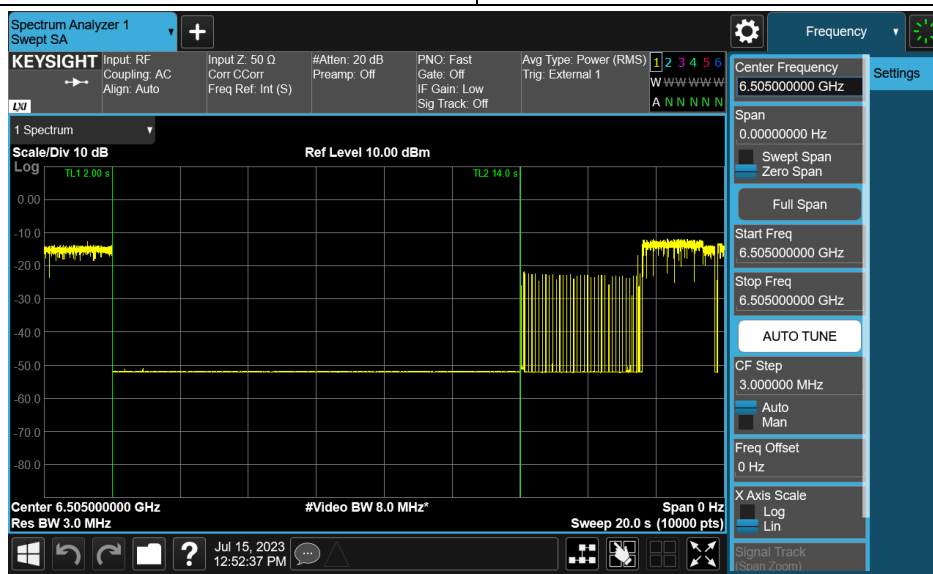 Spectrum Analyzer 1
Swept SA
+
Frequency
KEYSIGHT
LXI
Input: RF
Coupling: AC
Align: Auto
Input Z: 50 Ω
Corr CCorr
Freq Ref: Int (S)
#Atten: 20 dB
Preamp: Off
PNO: Fast
Gate: Off
IF Gain: Low
Sig Track: Off
Avg Type: Power (RMS)
Trig: External 1
1 2 3 4 5 6
W W W W W W
A N N N N N
1 Spectrum
Scale/Div 10 dB
Ref Level 10.00 dBm
Log
TL1 2.00 s
TL2 14.0 s
0.00
-10.0
-20.0
-30.0
-40.0
-50.0
-60.0
-70.0
-80.0
Center 6.505000000 GHz
#Video BW 8.0 MHz*
Span 0 Hz
Res BW 3.0 MHz
Sweep 20.0 s (10000 pts)
Center Frequency
6.505000000 GHz
Settings
Span
0.00000000 Hz
Swept Span
Zero Span
Full Span
Start Freq
6.505000000 GHz
Stop Freq
6.505000000 GHz
AUTO TUNE
CF Step
3.000000 MHz
Auto
Man
Freq Offset
0 Hz
X Axis Scale
Log
Lin
Signal Track
(Span Zoom)
?
Jul 15, 2023
12:52:37 PM